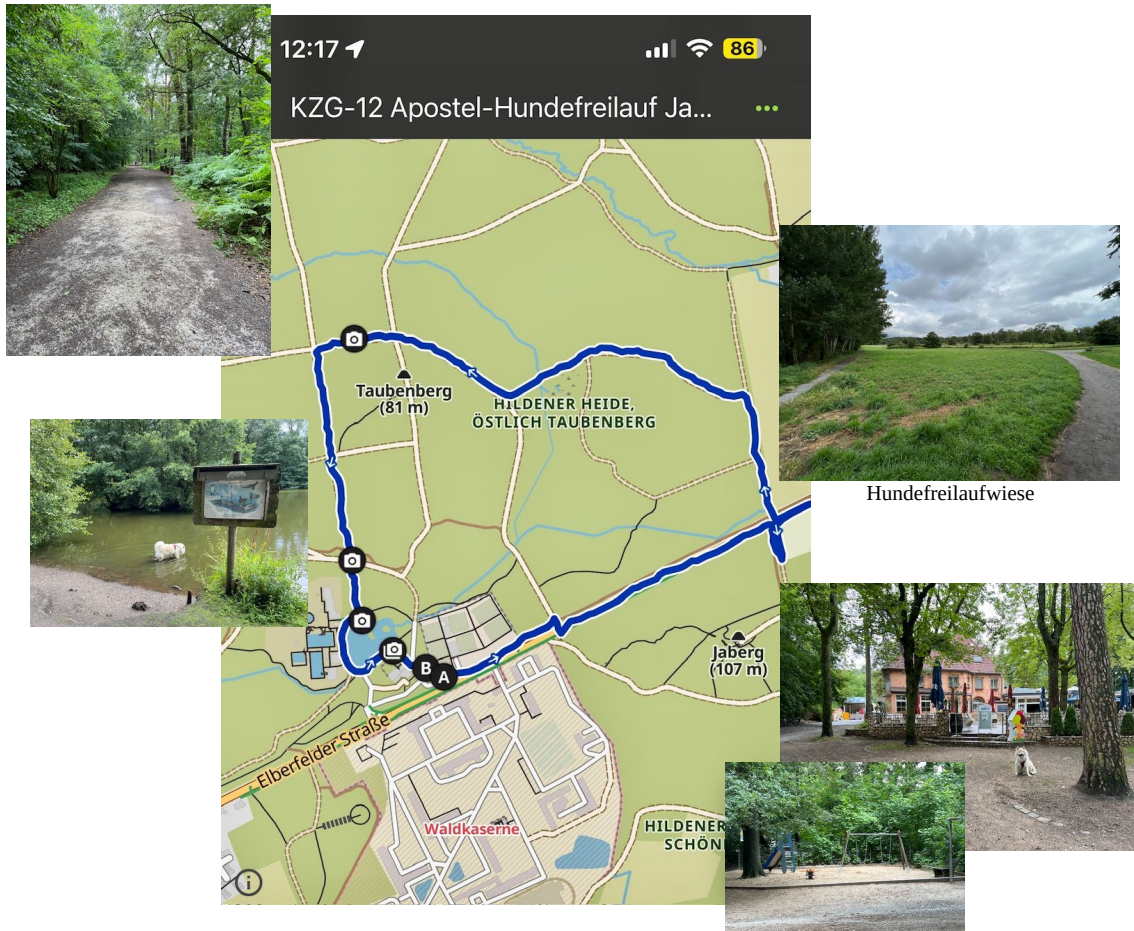 12:17
86
KZG-12 Apostel-Hundefreilauf Ja...
Taubenberg
(81 m)
HILDENER HEIDE,
ÖSTLICH TAUBENBERG
Hundefreilaufwiese
B
A
Jaberg
(107 m)
Elberfelder Straße
Waldkaserne
HILDENER
SCHÖN